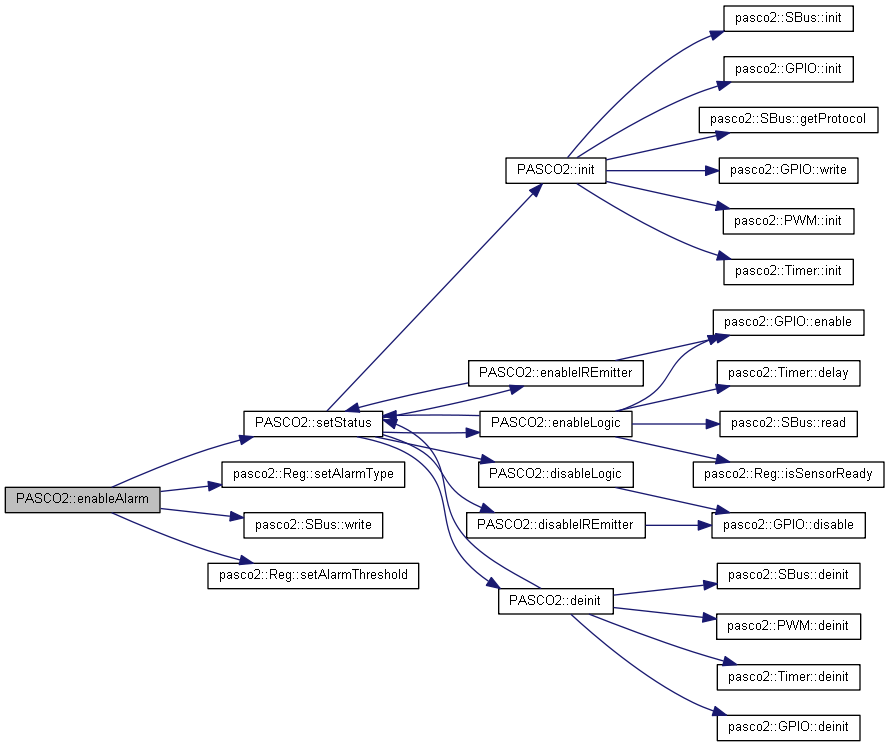 pasco2::SBus::init
pasco2::GPIO::init
pasco2::SBus::getProtocol
PASCO2::init
pasco2::GPIO::write
pasco2::PWM::init
pasco2::Timer::init
pasco2::GPIO::enable
PASCO2::enableIREmitter
pasco2::Timer::delay
PASCO2::setStatus
PASCO2::enableLogic
pasco2::SBus::read
pasco2::Reg::setAlarmType
PASCO2::disableLogic
pasco2::Reg::isSensorReady
PASCO2::enableAlarm
pasco2::SBus::write
PASCO2::disableIREmitter
pasco2::GPIO::disable
pasco2::Reg::setAlarmThreshold
pasco2::SBus::deinit
PASCO2::deinit
pasco2::PWM::deinit
pasco2::Timer::deinit
pasco2::GPIO::deinit